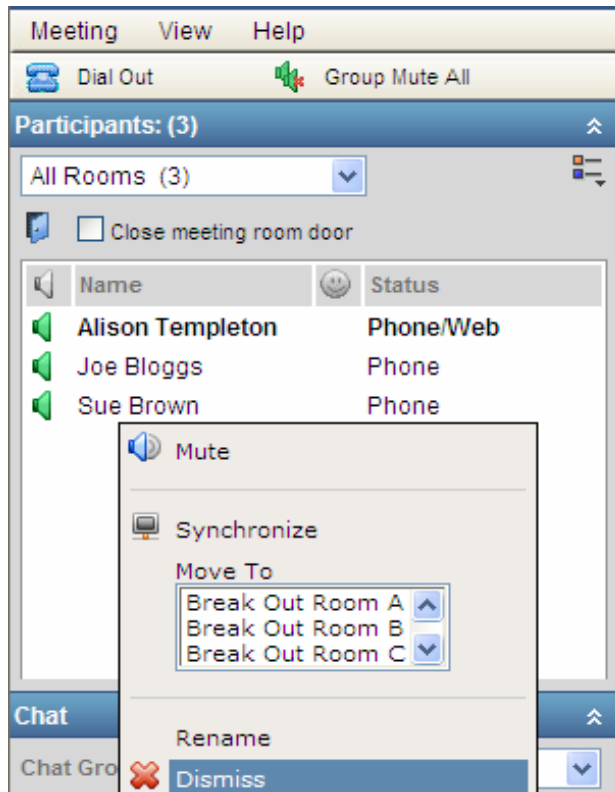 Meeting View Help
Dial Out Group Mute All
Participants: (3)
All Rooms (3)
Close meeting room door
Name Status
Alison Templeton Phone/Web
Joe Bloggs Phone
Sue Brown Phone
Mute
Synchronize
Move To
Break Out Room A
Break Out Room B
Break Out Room C
Chat
Rename
Chat Gro
Dismiss